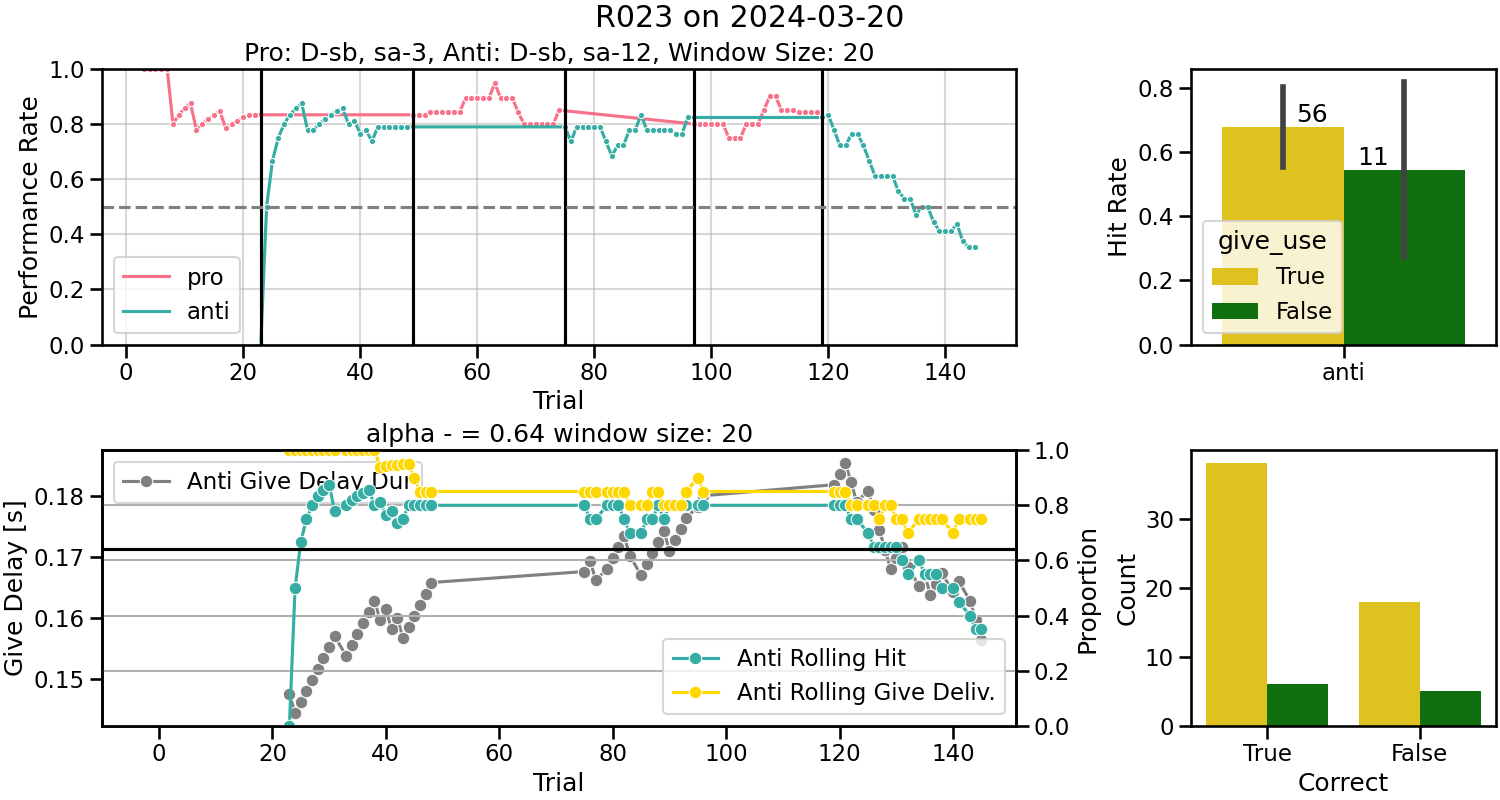 R023 on 2024-03-20
Pro: D-sb, sa-3, Anti: D-sb, sa-12, Window Size: 20
Performance Rate
1.0
0.8
0.6
0.4
0.2
0.0
pro
anti
0 20 40 60 80 100 120 140
Trial
Hit Rate
0.8
0.6
0.4
0.2
0.0
56
11
give_use
True
False
anti
alpha - = 0.64 window size: 20
Give Delay [s]
0.18
0.17
0.16
0.15
Anti Give Delay Dur
Anti Rolling Hit
Anti Rolling Give Deliv.
1.0
0.8
0.6
0.4
0.2
0.0
Proportion
0 20 40 60 80 100 120 140
Trial
Count
30
20
10
0
True False
Correct